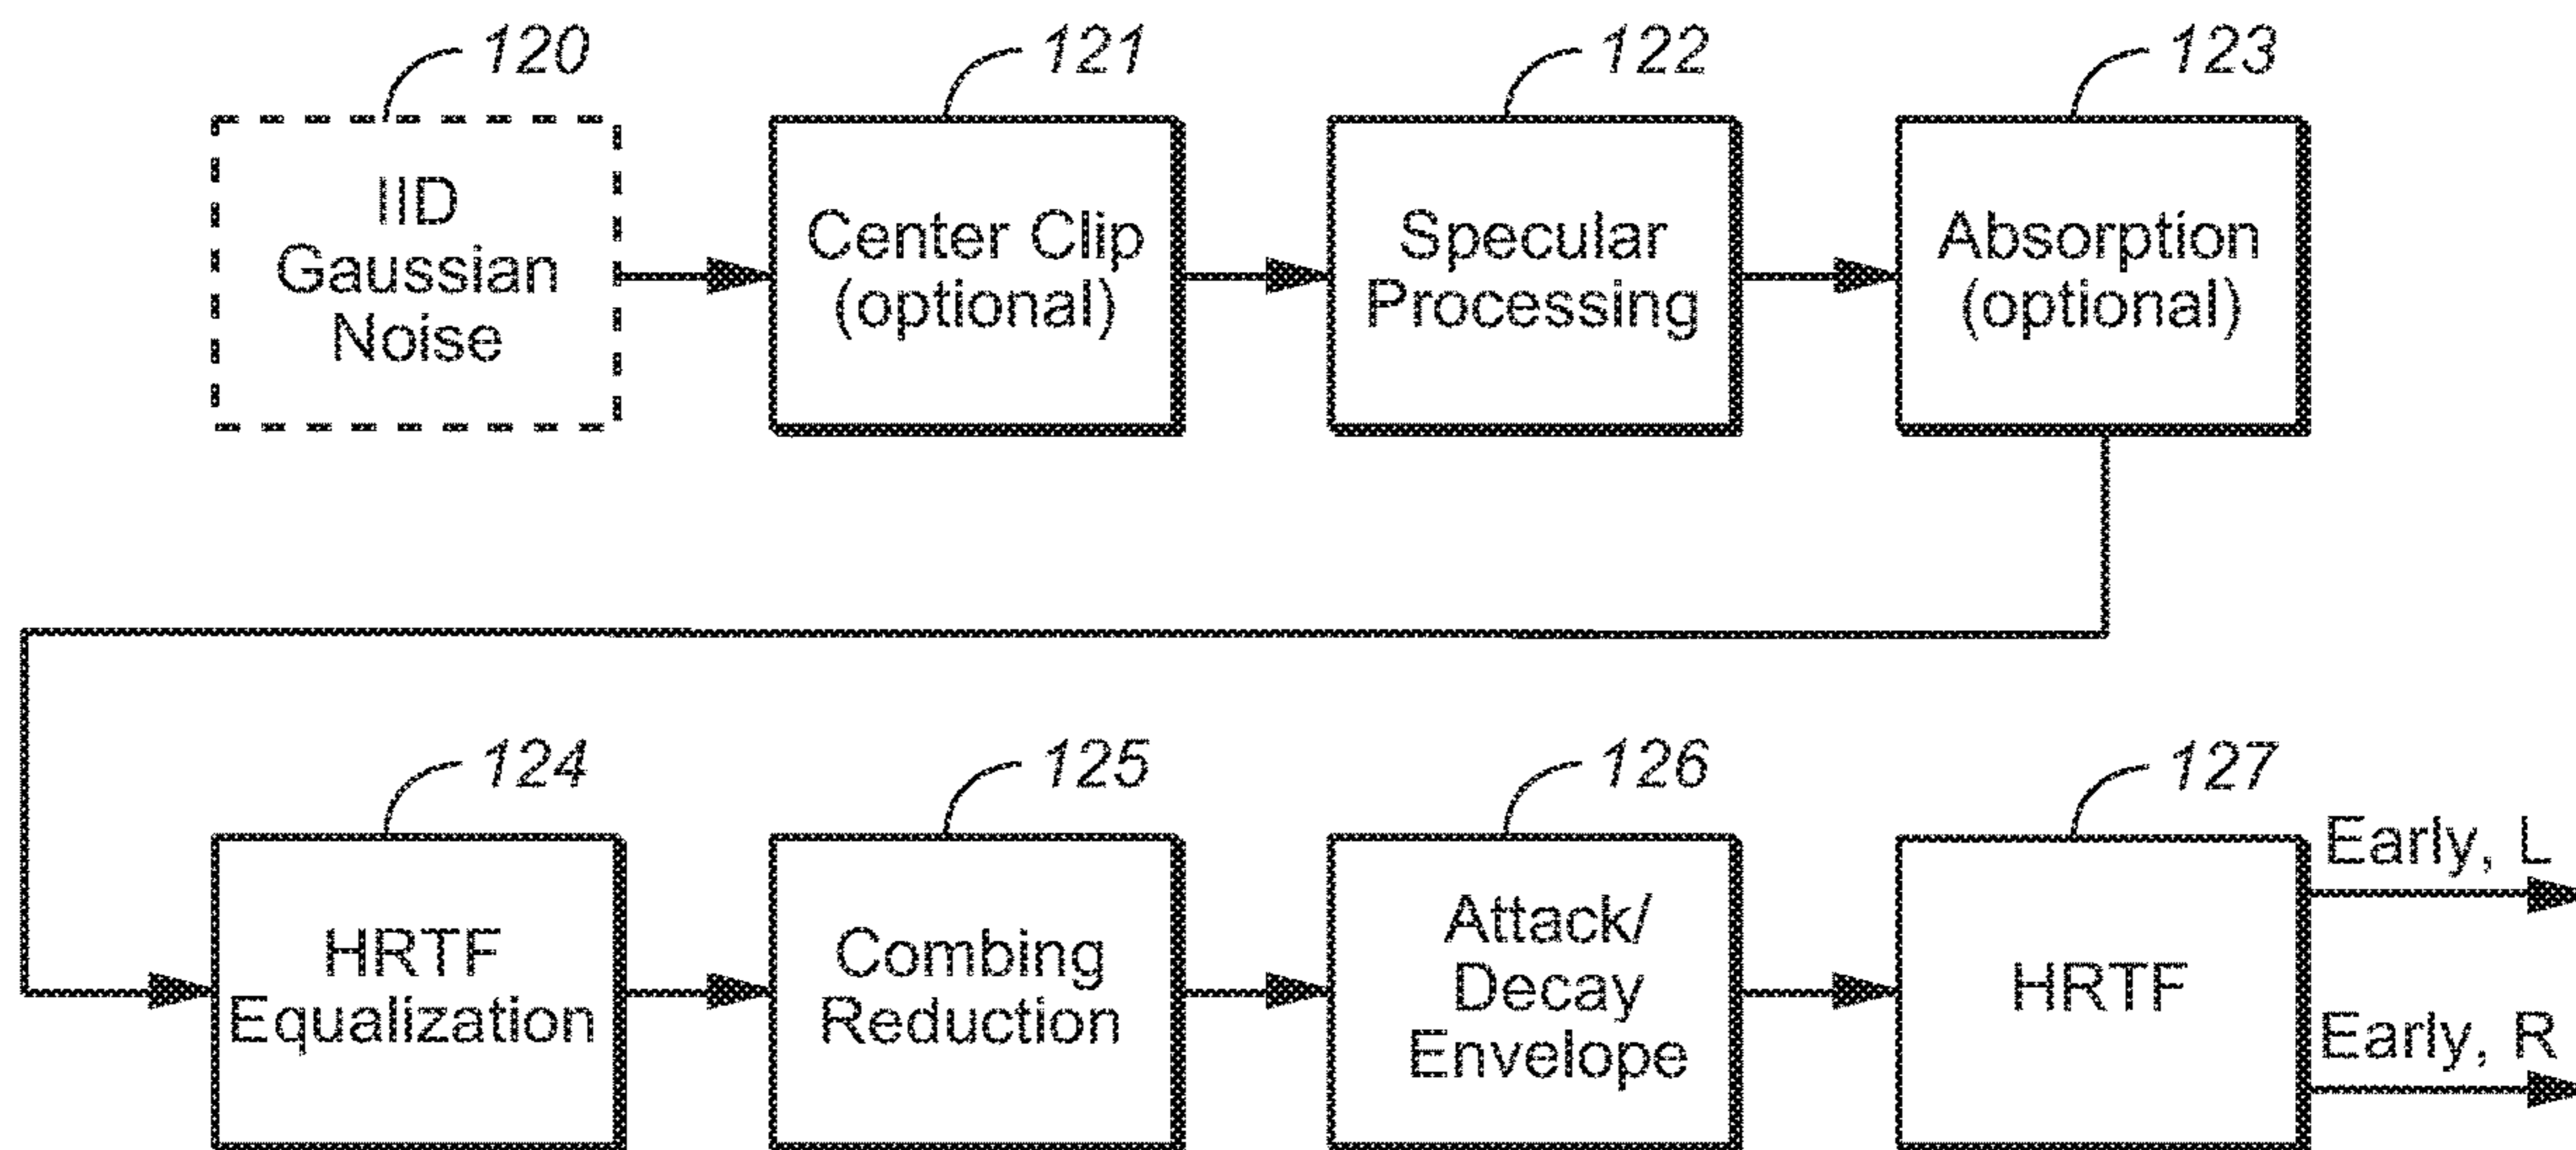 120
IID
Gaussian
Noise
121
Center Clip
(optional)
122
Specular
Processing
123
Absorption
(optional)
124
HRTF
Equalization
125
Combing
Reduction
126
Attack/
Decay
Envelope
127
HRTF
Early, L
Early, R